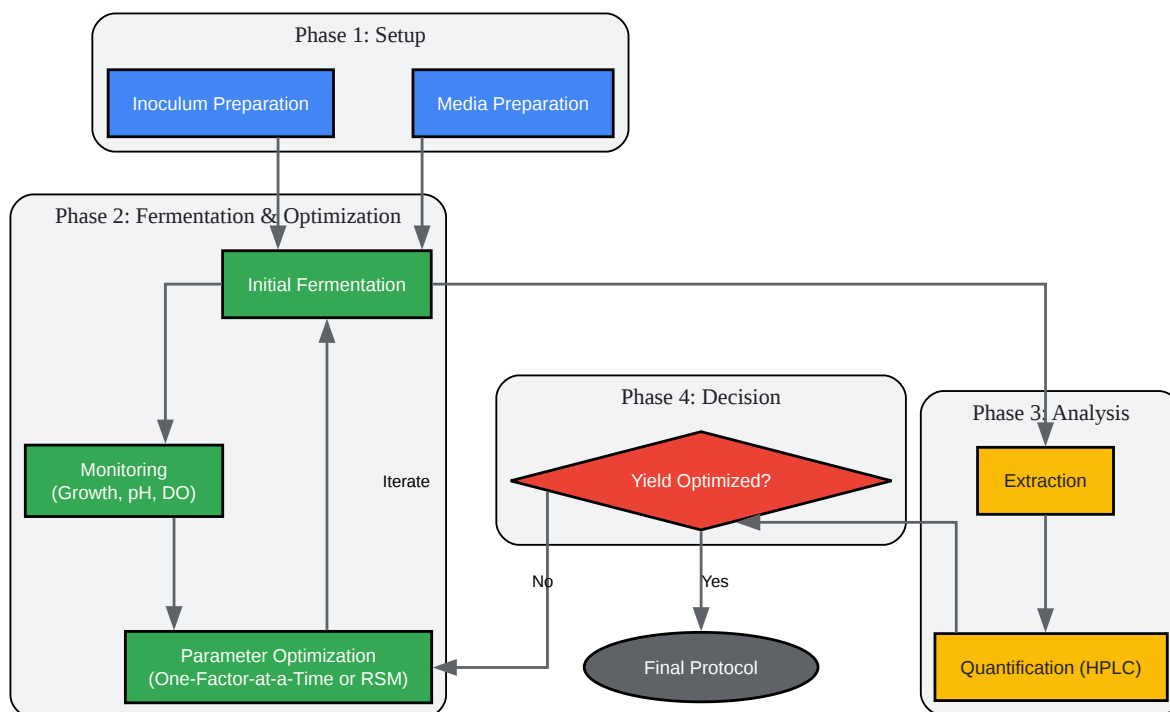 Phase 1: Setup
Inoculum Preparation
Media Preparation
Phase 2: Fermentation & Optimization
Initial Fermentation
Monitoring
(Growth, pH, DO)
Iterate
Parameter Optimization
(One-Factor-at-a-Time or RSM)
Phase 4: Decision
Yield Optimized?
No
Yes
Final Protocol
Phase 3: Analysis
Extraction
Quantification (HPLC)